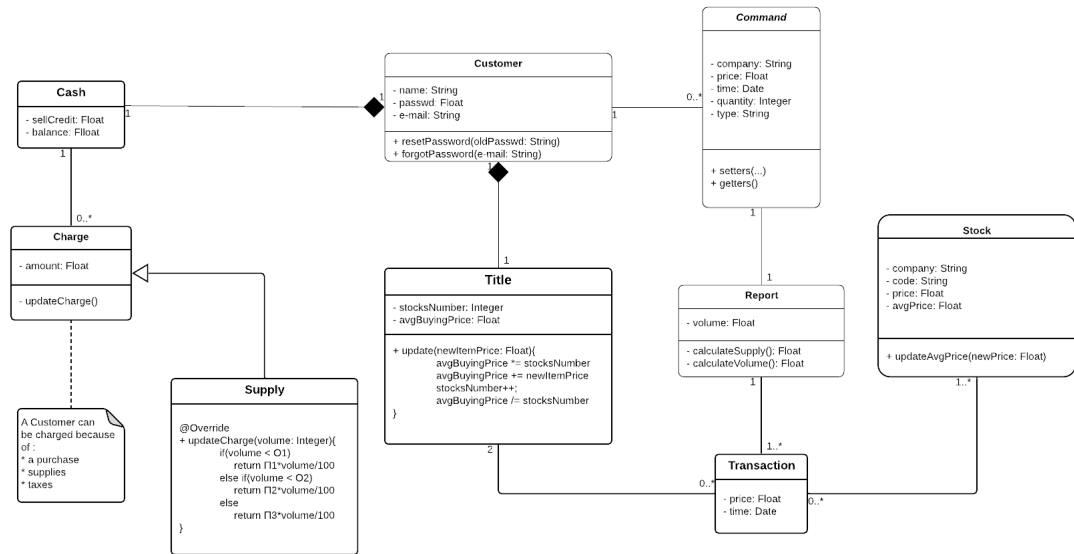 Command
- company: String
- price: Float
- time: Date
- quantity: Integer
- type: String
+ setters(...)
+ getters()
Customer
- name: String
- passwd: Float
- e-mail: String
+ resetPassword(oldPasswd: String)
+ forgotPassword(e-mail: String)
Cash
- sellCredit: Float
- balance: Float
1
1
1
0..*
1
1
0..*
1
1
1
1
Charge
- amount: Float
- updateCharge()
Title
- stocksNumber: Integer
- avgBuyingPrice: Float
+ update(newItemPrice: Float){
avgBuyingPrice *= stocksNumber
avgBuyingPrice += newItemPrice
stocksNumber++;
avgBuyingPrice /= stocksNumber
}
Report
- volume: Float
- calculateSupply(): Float
- calculateVolume(): Float
Stock
- company: String
- code: String
- price: Float
- avgPrice: Float
+ updateAvgPrice(newPrice: Float)
1
1..*
Supply
@Override
+ updateCharge(volume: Integer){
if(volume < O1)
return Π1*volume/100
else if(volume < O2)
return Π2*volume/100
else
return Π3*volume/100
}
A Customer can
be charged because
of :
* a purchase
* supplies
* taxes
2
1..*
0..*
0..*
Transaction
- price: Float
- time: Date